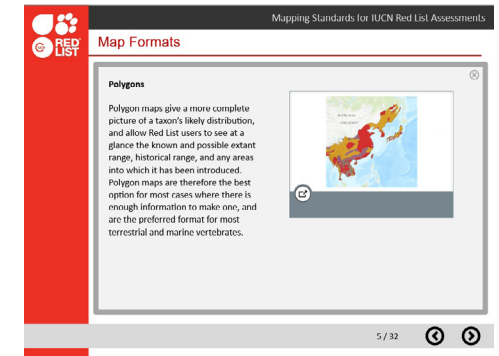 Mapping Standards for IUCN Red List Assessments
RED
LIST
Map Formats
Polygons
Polygon maps give a more complete
picture of a taxon's likely distribution,
and allow Red List users to see at a
glance the known and possible extant
range, historical range, and any areas
into which it has been introduced.
Polygon maps are therefore the best
option for most cases where there is
enough information to make one, and
are the preferred format for most
terrestrial and marine vertebrates.
5 / 32